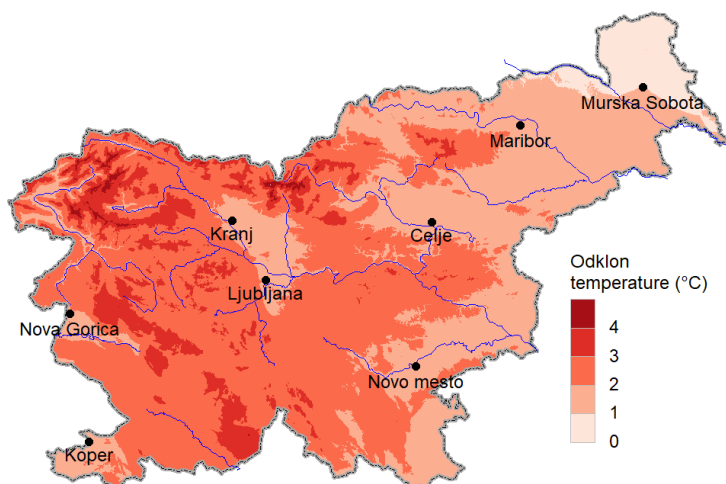 Murska Sobota
Maribor
Kranj
Celje
Ljubljana
Nova Gorica
Novo mesto
Koper
Odklon
temperature (°C)
4
3
2
1
0